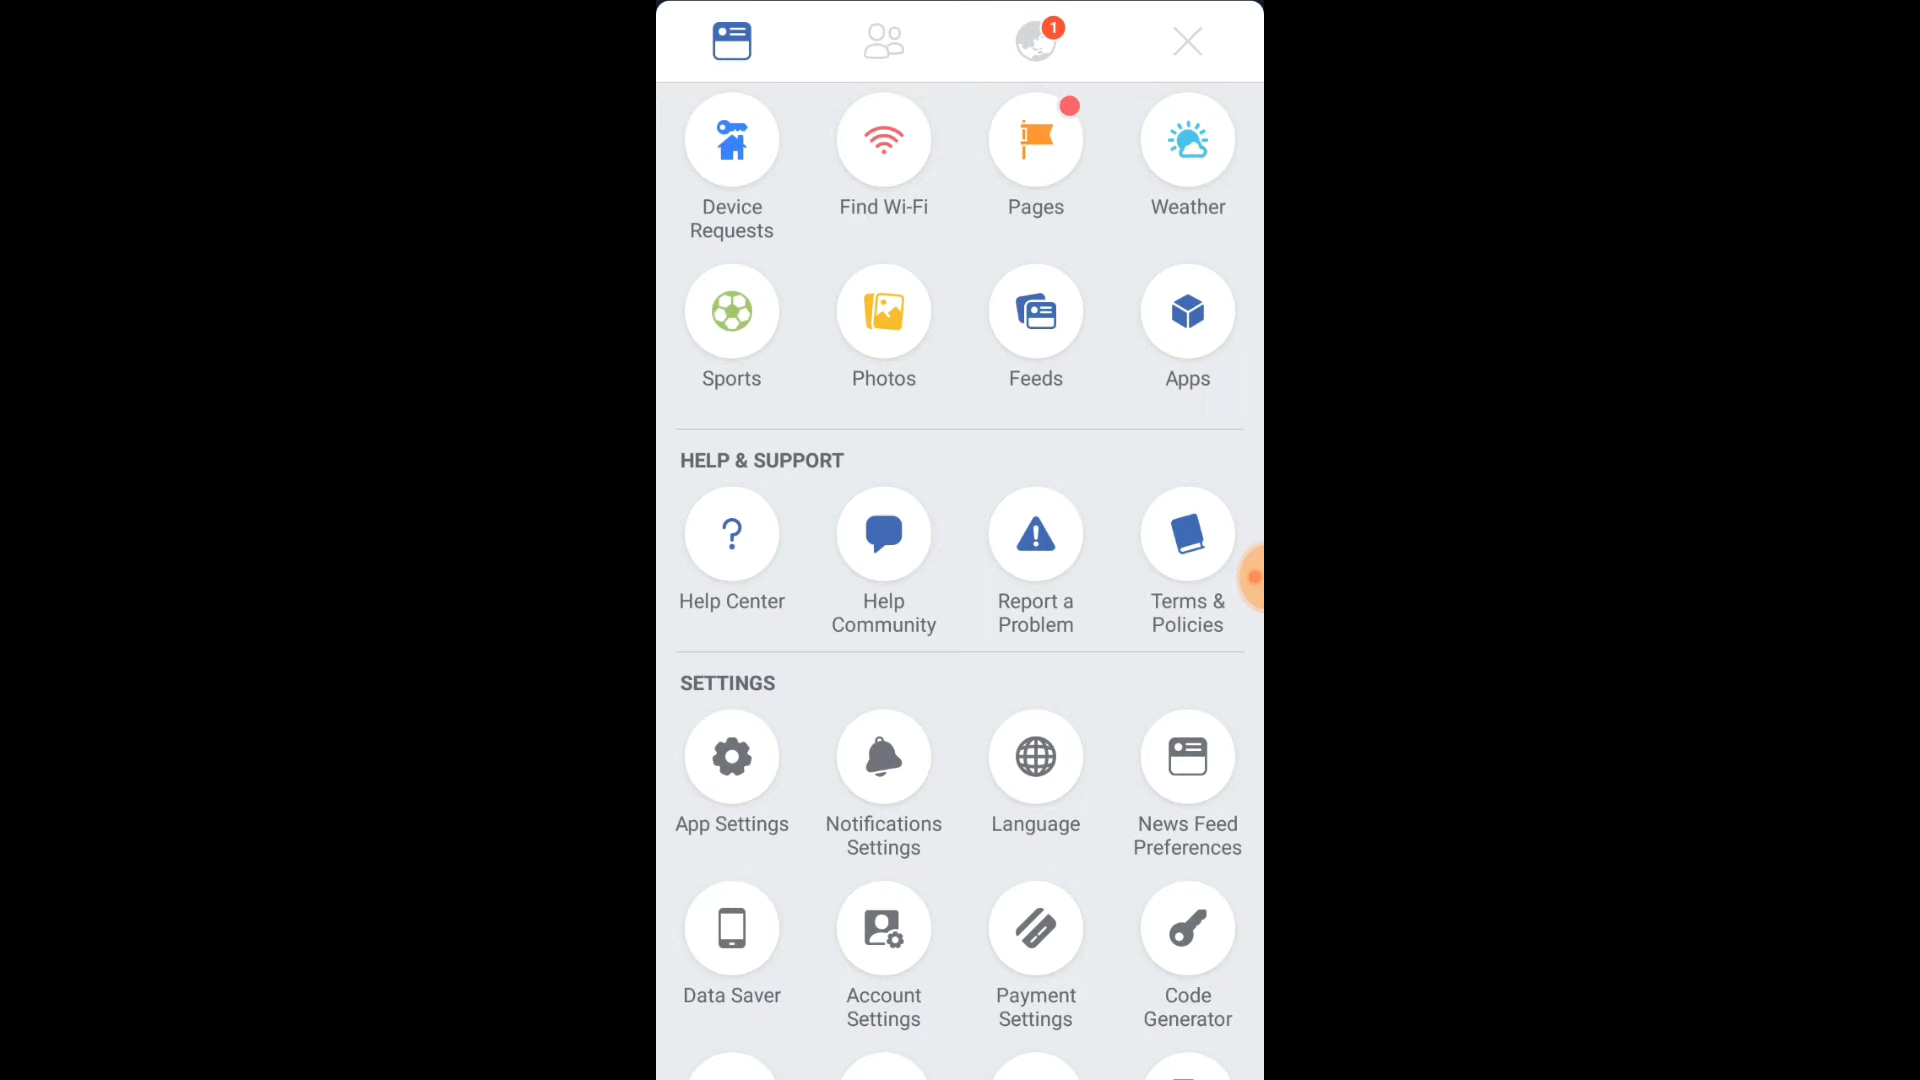 1
Device
Requests
Find Wi-Fi
Pages
Weather
Sports
Photos
Feeds
Apps
HELP & SUPPORT
Help Center
Help
Community
Report a
Problem
Terms &
Policies
SETTINGS
App Settings
Notifications
Settings
Language
News Feed
Preferences
Data Saver
Account
Settings
Payment
Settings
Code
Generator